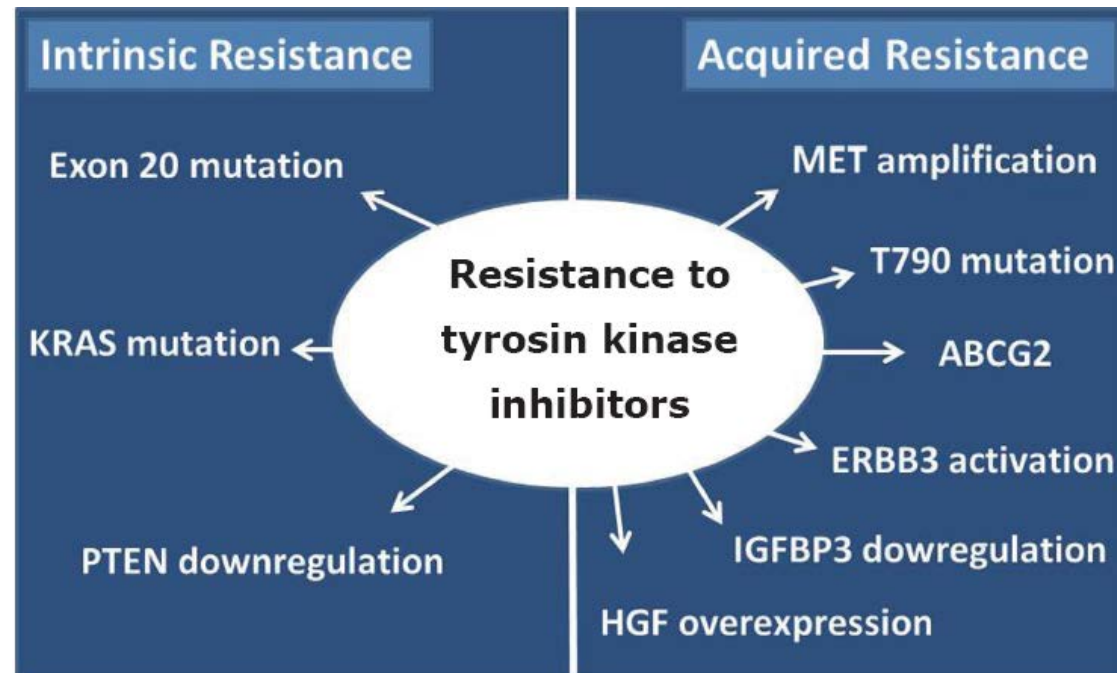 Intrinsic Resistance
Exon 20 mutation
KRAS mutation
PTEN downregulation
Resistance to
tyrosin kinase
inhibitors
Acquired Resistance
MET amplification
T790 mutation
ABCG2
ERBB3 activation
IGFBP3 dowregulation
HGF overexpression